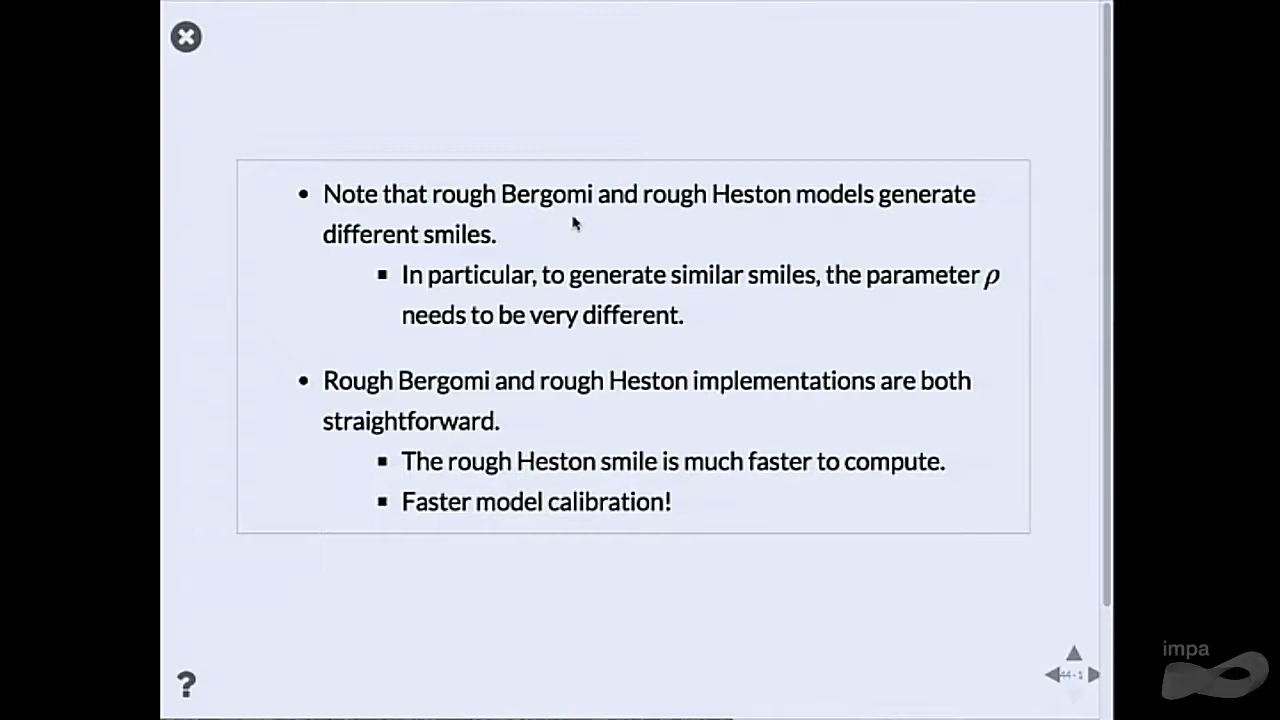 • Note that rough Bergomi and rough Heston models generate
different smiles.
▪ In particular, to generate similar smiles, the parameter ρ
needs to be very different.
• Rough Bergomi and rough Heston implementations are both
straightforward.
▪ The rough Heston smile is much faster to compute.
▪ Faster model calibration!
impa
?
44-1